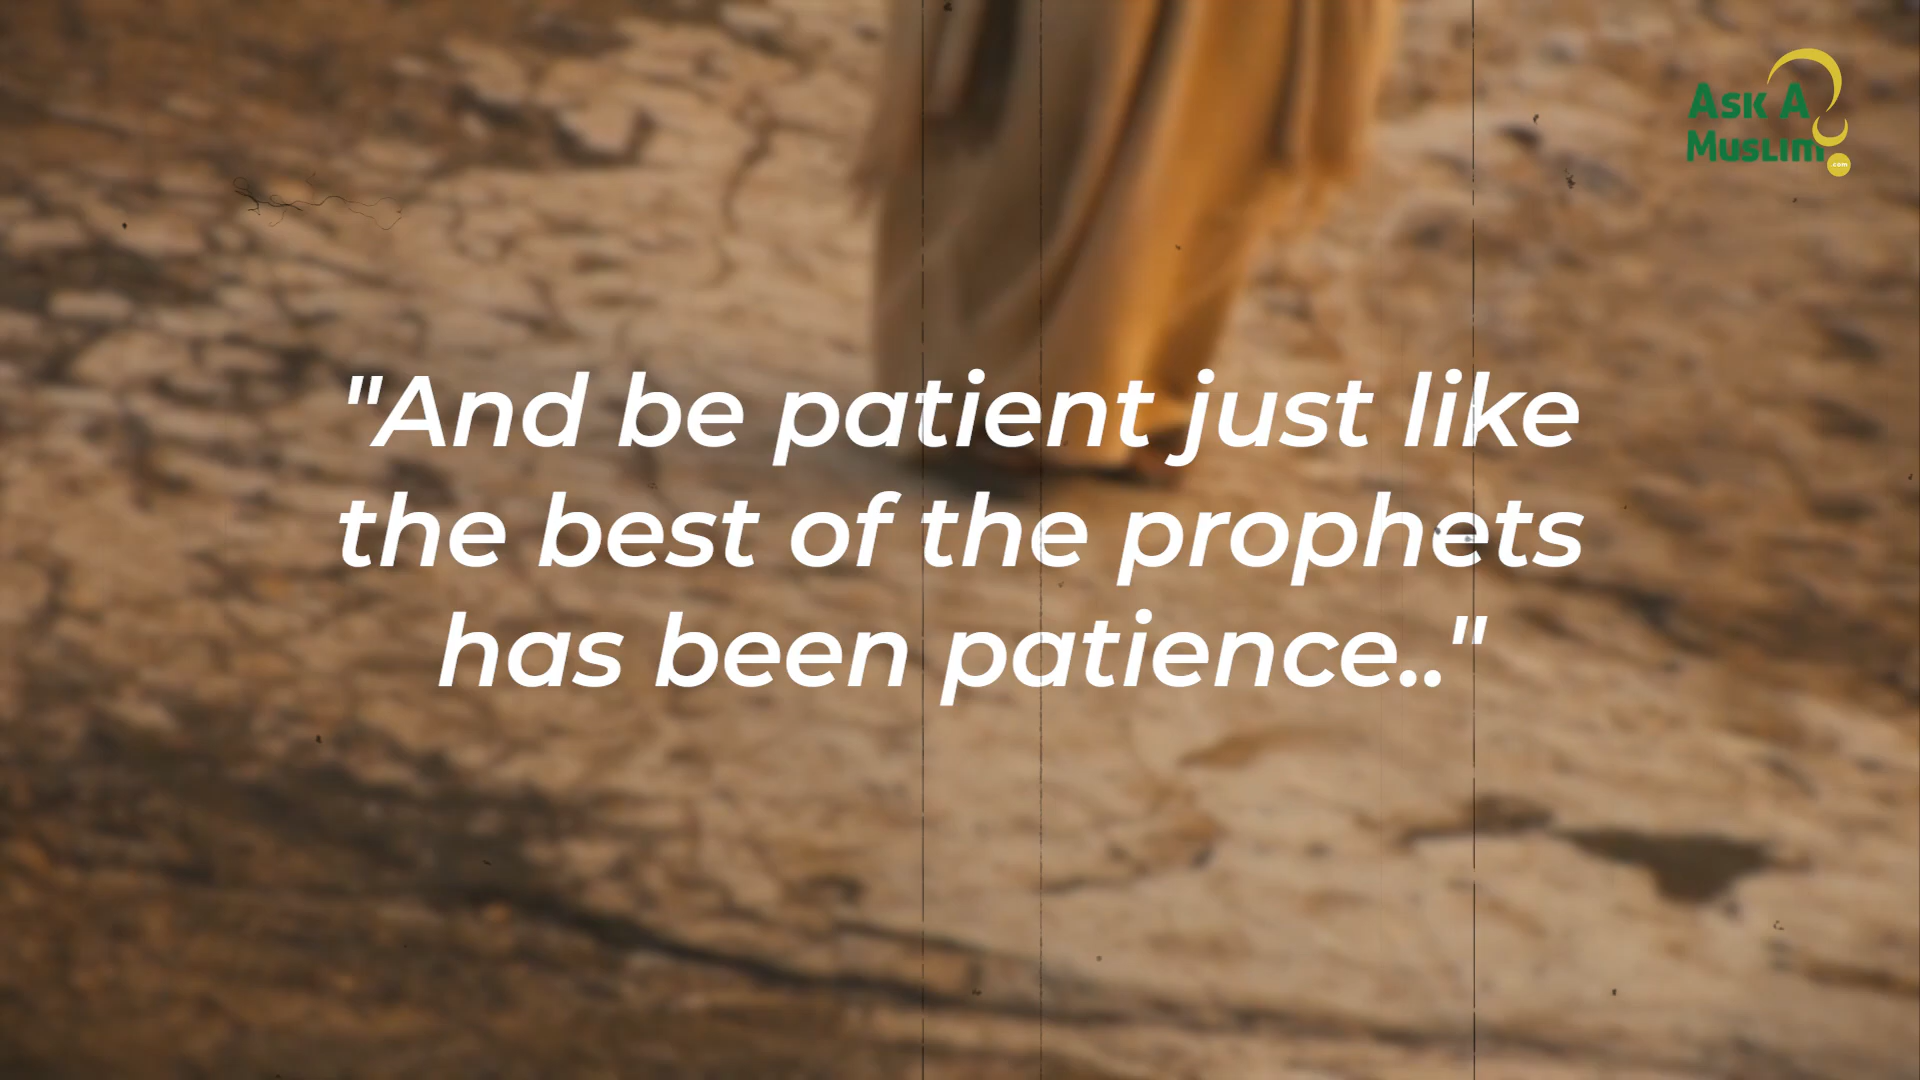 Ask A
Muslim
.com
"And be patient just like
the best of the prophets
has been patience.."